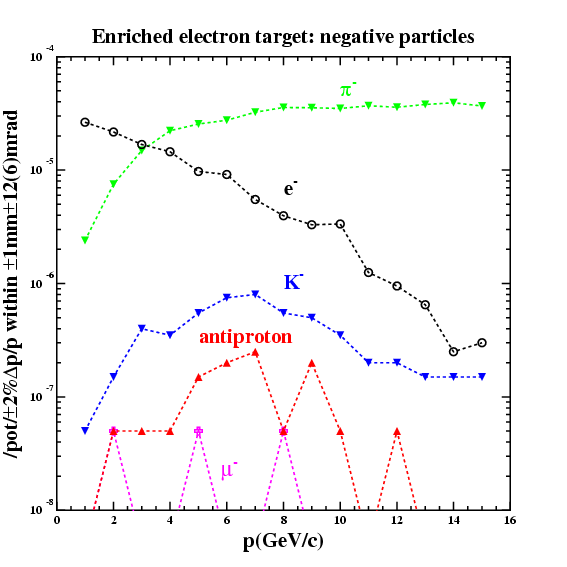 Enriched electron target: negative particles
/pot/±2%Δp/p within ±1mm±12(6)mrad
10⁻⁴
10⁻⁵
10⁻⁶
10⁻⁷
10⁻⁸
π⁻
e⁻
K⁻
antiproton
μ⁻
0 2 4 6 8 10 12 14 16
p(GeV/c)